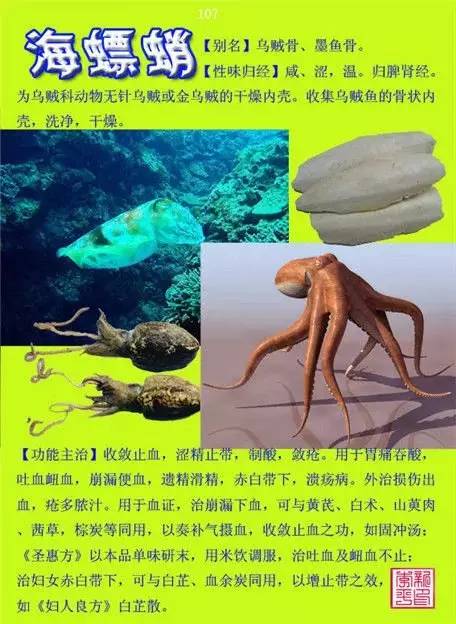 107
海螵蛸
【别名】乌贼骨、墨鱼骨。
【性味归经】咸、涩，温。归脾肾经。
为乌贼科动物无针乌贼或金乌贼的干燥内壳。收集乌贼鱼的骨状内
壳，洗净，干燥。
【功能主治】收敛止血，涩精止带，制酸，敛疮。用于胃痛吞酸，
吐血衄血，崩漏便血，遗精滑精，赤白带下，溃疡病。外治损伤出
血，疮多脓汁。用于血证，治崩漏下血，可与黄芪、白术、山萸肉
、茜草，棕炭等同用，以奏补气摄血，收敛止血之功，如固冲汤；
《圣惠方》以本品单味研末，用米饮调服，治吐血及衄血不止；
治妇女赤白带下，可与白芷、血余炭同用，以增止带之效，
如《妇人良方》白芷散。